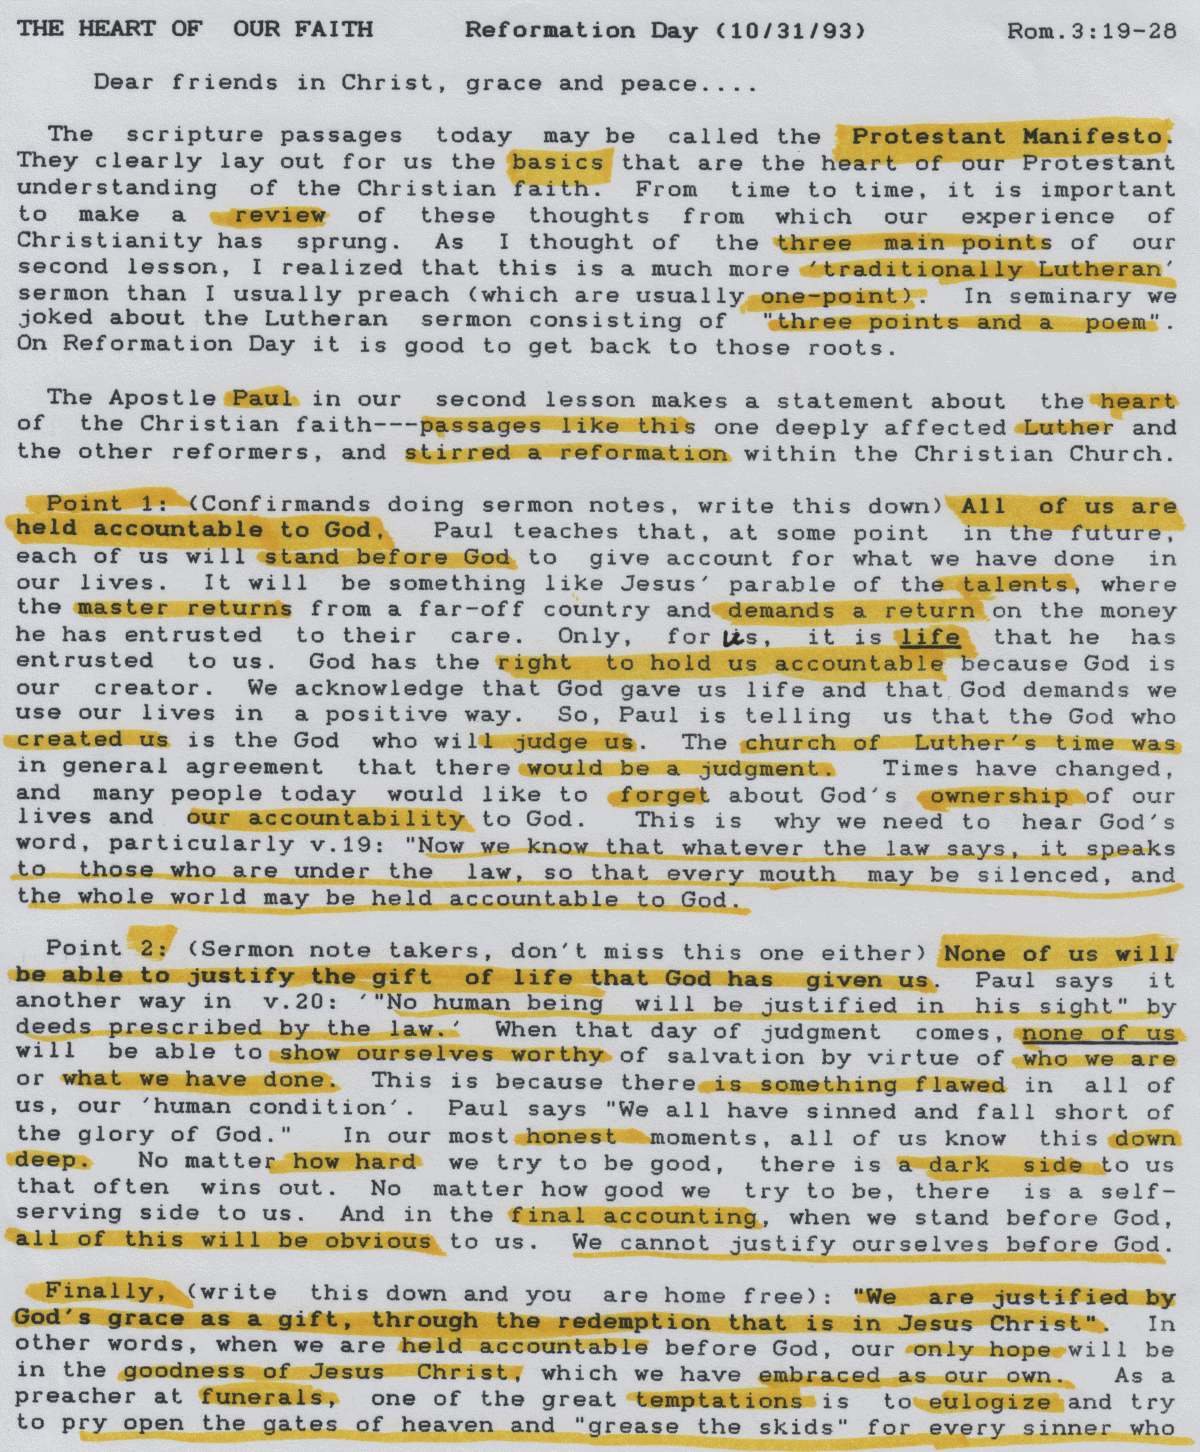 THE HEART OF OUR FAITH Reformation Day (10/31/93) Rom.3:19-28
Dear friends in Christ, grace and peace....
The scripture passages today may be called the Protestant Manifesto.
They clearly lay out for us the basics that are the heart of our Protestant
understanding of the Christian faith. From time to time, it is important
to make a review of these thoughts from which our experience of
Christianity has sprung. As I thought of the three main points of our
second lesson, I realized that this is a much more 'traditionally Lutheran'
sermon than I usually preach (which are usually one-point). In seminary we
joked about the Lutheran sermon consisting of "three points and a poem".
On Reformation Day it is good to get back to those roots.
The Apostle Paul in our second lesson makes a statement about the heart
of the Christian faith---passages like this one deeply affected Luther and
the other reformers, and stirred a reformation within the Christian Church.
Point 1: (Confirmands doing sermon notes, write this down) All of us are
held accountable to God. Paul teaches that, at some point in the future,
each of us will stand before God to give account for what we have done in
our lives. It will be something like Jesus' parable of the talents, where
the master returns from a far-off country and demands a return on the money
he has entrusted to their care. Only, for us, it is life that he has
entrusted to us. God has the right to hold us accountable because God is
our creator. We acknowledge that God gave us life and that God demands we
use our lives in a positive way. So, Paul is telling us that the God who
created us is the God who will judge us. The church of Luther's time was
in general agreement that there would be a judgment. Times have changed,
and many people today would like to forget about God's ownership of our
lives and our accountability to God. This is why we need to hear God's
word, particularly v.19: "Now we know that whatever the law says, it speaks
to those who are under the law, so that every mouth may be silenced, and
the whole world may be held accountable to God.
Point 2: (Sermon note takers, don't miss this one either) None of us will
be able to justify the gift of life that God has given us. Paul says it
another way in v.20: '"No human being will be justified in his sight" by
deeds prescribed by the law.' When that day of judgment comes, none of us
will be able to show ourselves worthy of salvation by virtue of who we are
or what we have done. This is because there is something flawed in all of
us, our 'human condition'. Paul says "We all have sinned and fall short of
the glory of God." In our most honest moments, all of us know this down
deep. No matter how hard we try to be good, there is a dark side to us
that often wins out. No matter how good we try to be, there is a self-
serving side to us. And in the final accounting, when we stand before God,
all of this will be obvious to us. We cannot justify ourselves before God.
Finally, (write this down and you are home free): "We are justified by
God's grace as a gift, through the redemption that is in Jesus Christ". In
other words, when we are held accountable before God, our only hope will be
in the goodness of Jesus Christ, which we have embraced as our own. As a
preacher at funerals, one of the great temptations is to eulogize and try
to pry open the gates of heaven and "grease the skids" for every sinner who